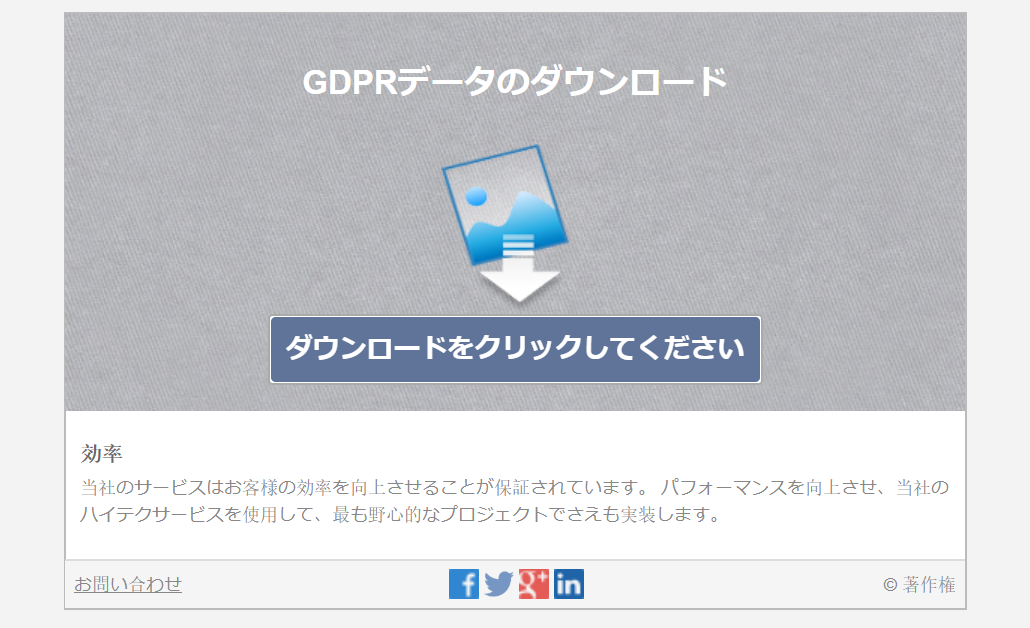 GDPRデータのダウンロード
ダウンロードをクリックしてください
効率
当社のサービスはお客様の効率を向上させることが保証されています。 パフォーマンスを向上させ、当社の
ハイテクサービスを使用して、最も野心的なプロジェクトでさえも実装します。
お問い合わせ
f
g+
in
© 著作権